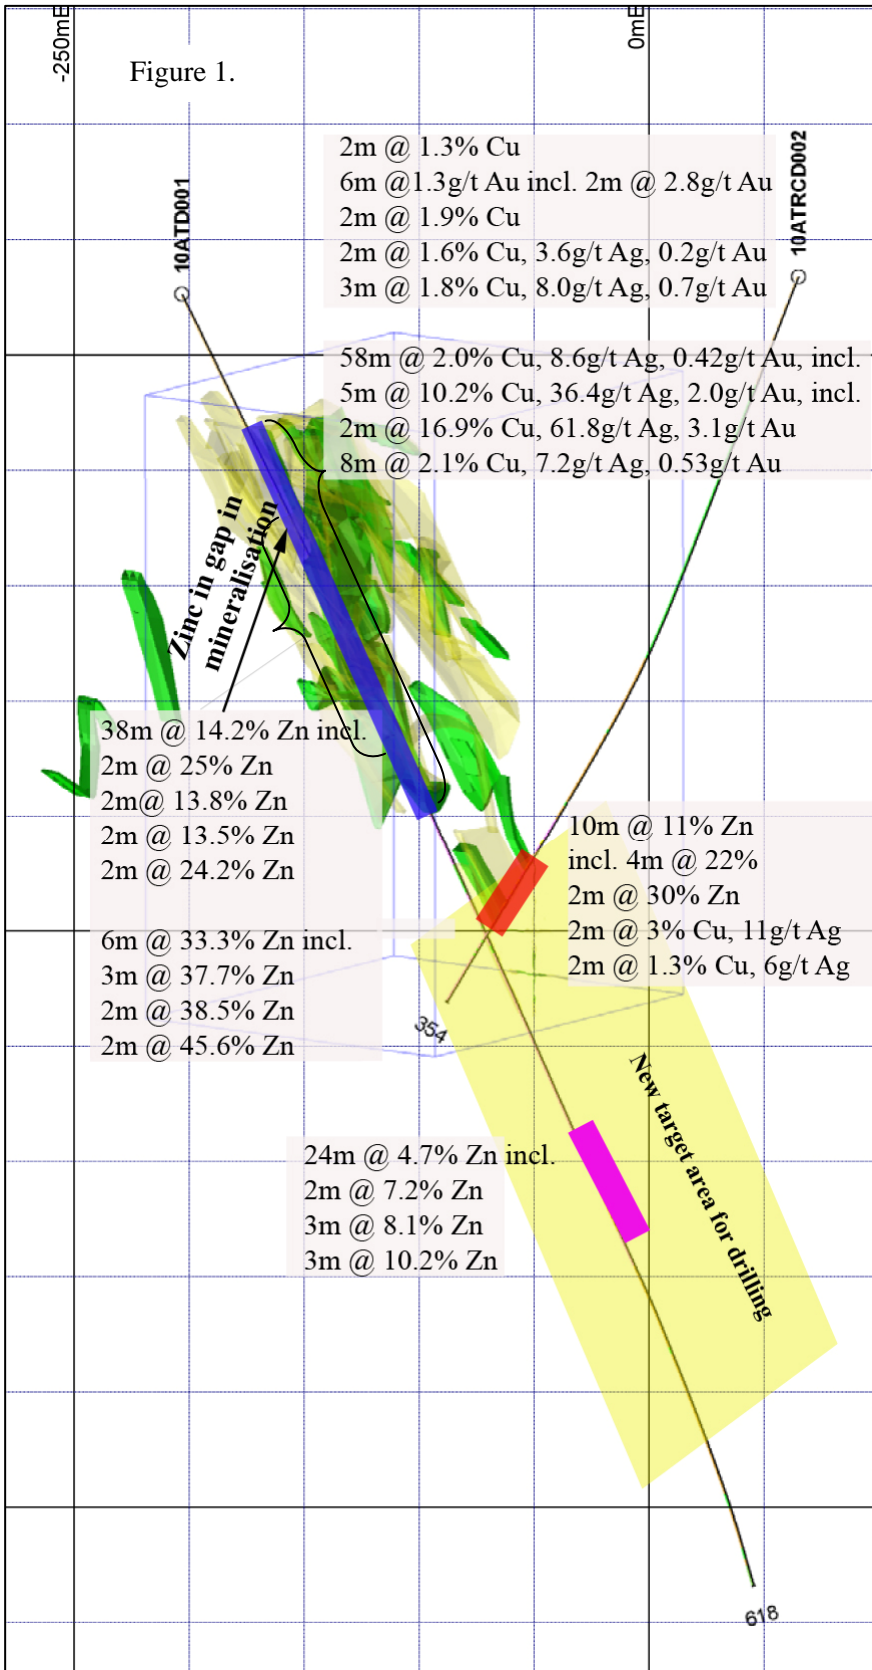 -250mE
0mE
Figure 1.
10ATD001
10ATRCD002
2m @ 1.3% Cu
6m @1.3g/t Au incl. 2m @ 2.8g/t Au
2m @ 1.9% Cu
2m @ 1.6% Cu, 3.6g/t Ag, 0.2g/t Au
3m @ 1.8% Cu, 8.0g/t Ag, 0.7g/t Au
58m @ 2.0% Cu, 8.6g/t Ag, 0.42g/t Au, incl.
5m @ 10.2% Cu, 36.4g/t Ag, 2.0g/t Au, incl.
2m @ 16.9% Cu, 61.8g/t Ag, 3.1g/t Au
8m @ 2.1% Cu, 7.2g/t Ag, 0.53g/t Au
Zinc in gap in
mineralisation
38m @ 14.2% Zn incl.
2m @ 25% Zn
2m@ 13.8% Zn
2m @ 13.5% Zn
2m @ 24.2% Zn
6m @ 33.3% Zn incl.
3m @ 37.7% Zn
2m @ 38.5% Zn
2m @ 45.6% Zn
10m @ 11% Zn
incl. 4m @ 22%
2m @ 30% Zn
2m @ 3% Cu, 11g/t Ag
2m @ 1.3% Cu, 6g/t Ag
354
New target area for drilling
24m @ 4.7% Zn incl.
2m @ 7.2% Zn
3m @ 8.1% Zn
3m @ 10.2% Zn
618